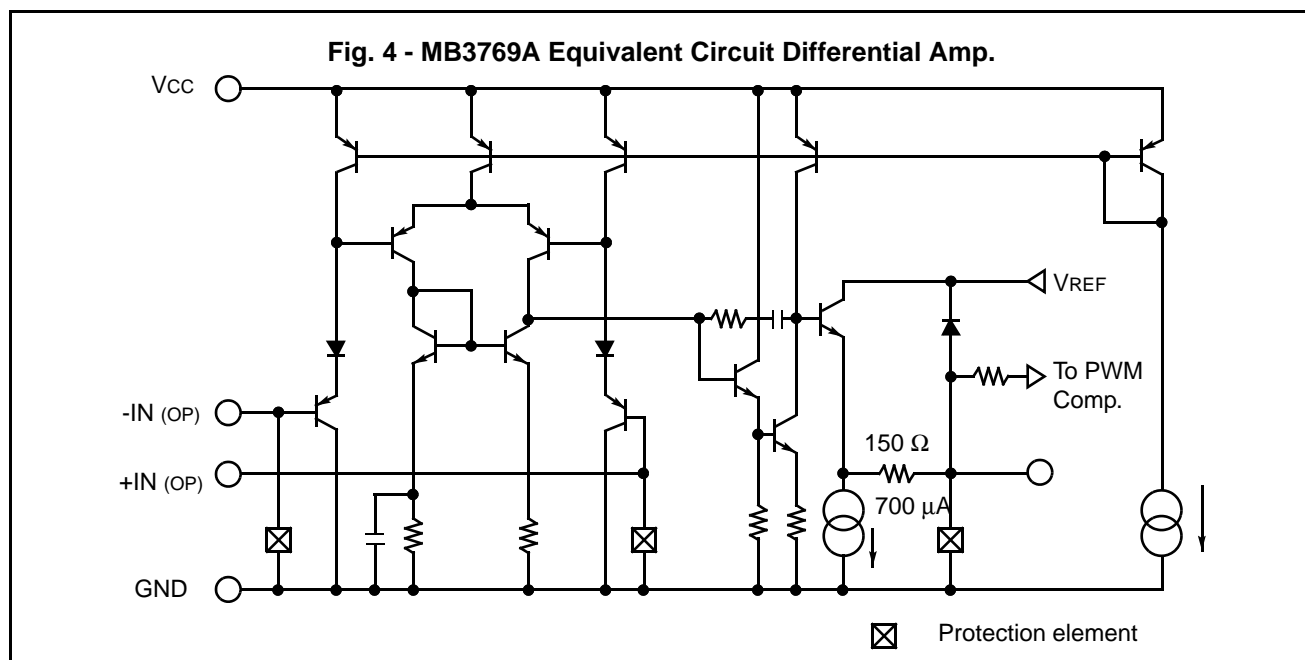 Fig. 4 - MB3769A Equivalent Circuit Differential Amp.
VCC
VREF
To PWM
Comp.
-IN (OP)
150 Ω
+IN (OP)
700 μA
GND
Protection element